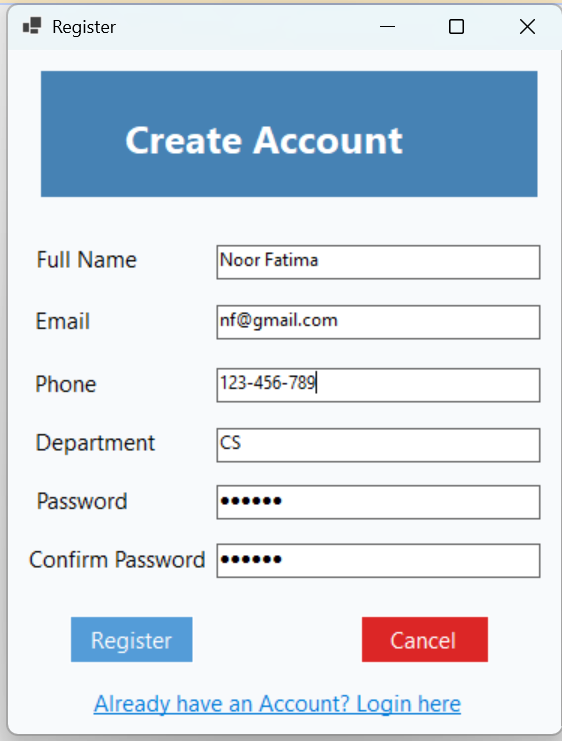 Register
Create Account
Full Name Noor Fatima
Email nf@gmail.com
Phone 123-456-789
Department CS
Password ••••••
Confirm Password ••••••
Register Cancel
Already have an Account? Login here